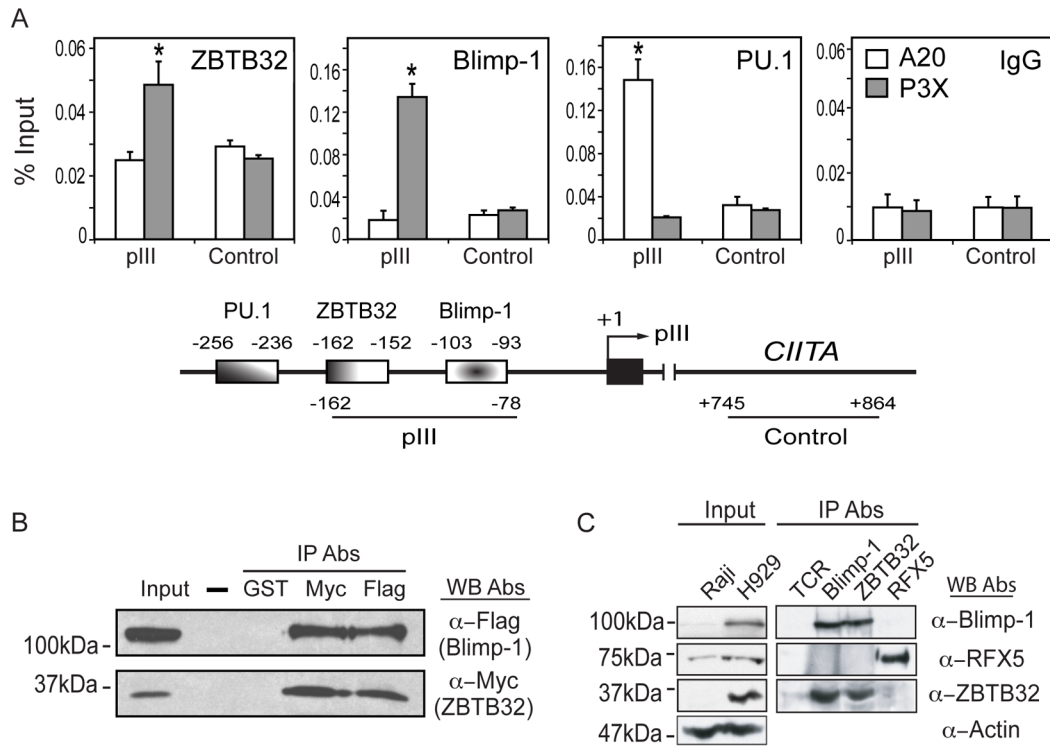 A
% Input
0.06
0.04
0.02
0
*
ZBTB32
pIII
Control
0.16
0.12
0.08
0.04
0
*
Blimp-1
pIII
Control
0.16
0.12
0.08
0.04
0
*
PU.1
pIII
Control
0.06
0.04
0.02
0
A20
P3X
IgG
pIII
Control
PU.1
ZBTB32
Blimp-1
-256
-236
-162
-152
-103
-93
+1
pIII
CIITA
-162
-78
pIII
+745
+864
Control
B
IP Abs
Input
–
GST
Myc
Flag
WB Abs
100kDa -
α–Flag
(Blimp-1)
37kDa -
α–Myc
(ZBTB32)
C
Input
IP Abs
Raji
H929
TCR
Blimp-1
ZBTB32
RFX5
WB Abs
100kDa -
α–Blimp-1
75kDa -
α–RFX5
37kDa -
α–ZBTB32
47kDa -
α–Actin